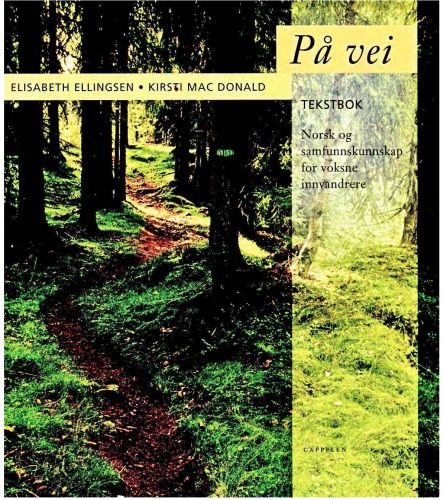 På vei
ELISABETH ELLINGSEN • KIRSTI MAC DONALD
TEKSTBOK
Norsk og
samfunnskunnskap
for voksne
innvandrere
CAPPELEN